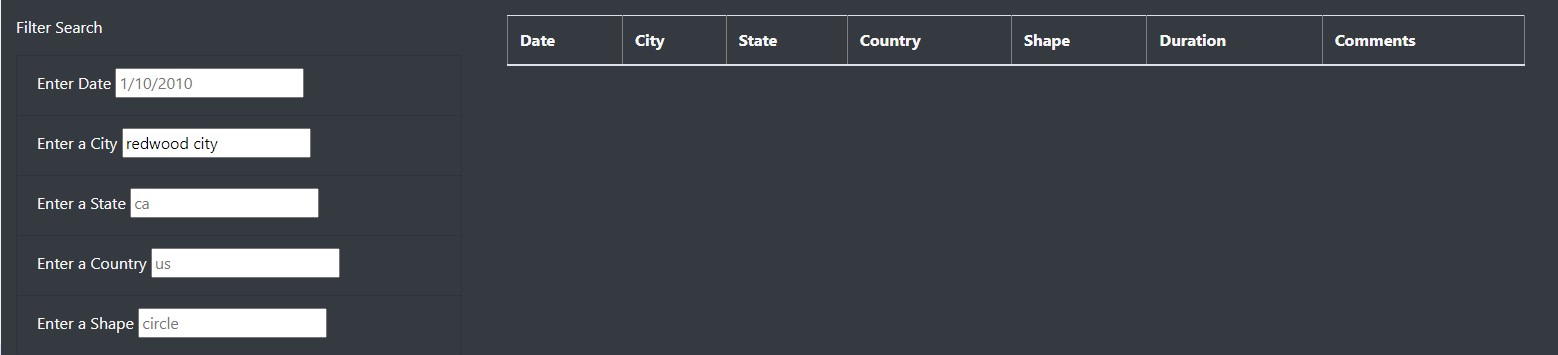 Filter Search
Date City State Country Shape Duration Comments
Enter Date 1/10/2010
Enter a City redwood city
Enter a State ca
Enter a Country us
Enter a Shape circle